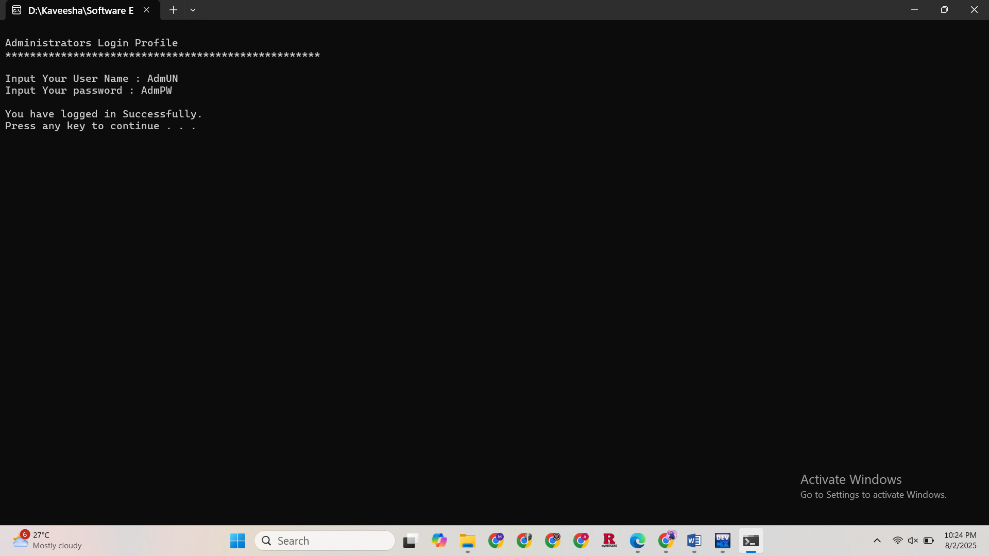 D:\Kaveesha\Software E
Administrators Login Profile
***************************************************
Input Your User Name : AdmUN
Input Your password : AdmPW
You have logged in Successfully.
Press any key to continue . . .
Activate Windows
Go to Settings to activate Windows.
6
27°C
Mostly cloudy
Search
R
DEV
10:24 PM
8/2/2025